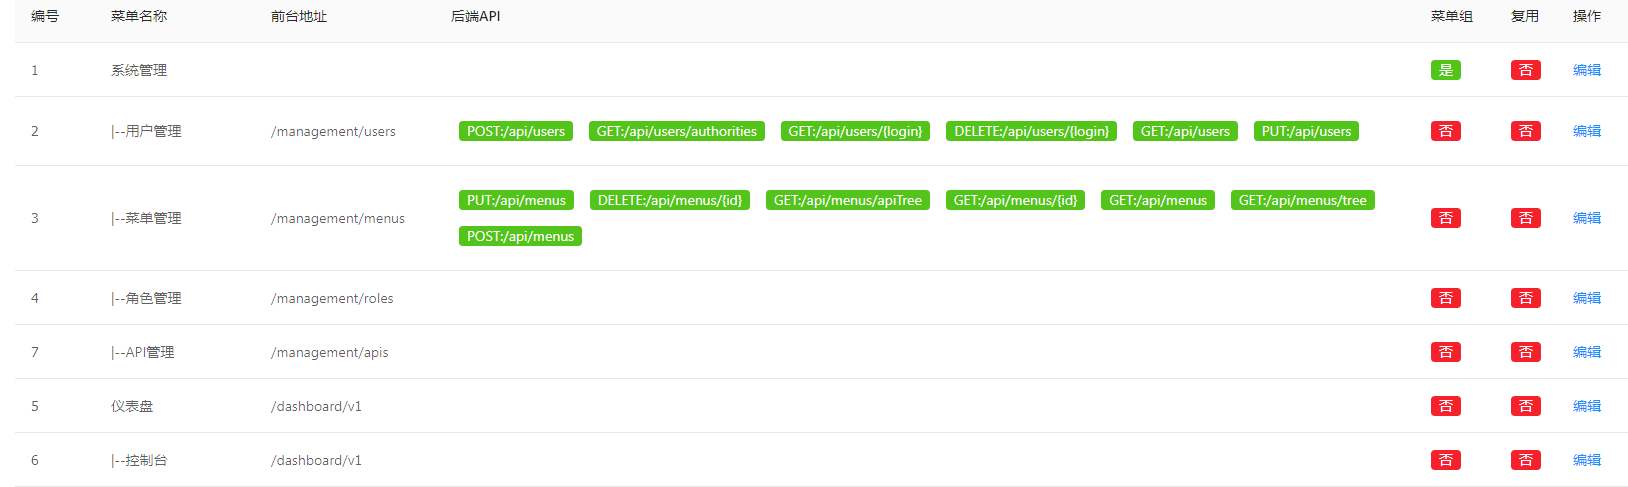 编号 菜单名称 前台地址 后端API 菜单组 复用 操作
1 系统管理 是 否 编辑
2 |--用户管理 /management/users POST:/api/users GET:/api/users/authorities GET:/api/users/{login} DELETE:/api/users/{login} GET:/api/users PUT:/api/users 否 否 编辑
PUT:/api/menus DELETE:/api/menus/{id} GET:/api/menus/apiTree GET:/api/menus/{id} GET:/api/menus GET:/api/menus/tree
3 |--菜单管理 /management/menus 否 否 编辑
POST:/api/menus
4 |--角色管理 /management/roles 否 否 编辑
7 |--API管理 /management/apis 否 否 编辑
5 仪表盘 /dashboard/v1 否 否 编辑
6 |--控制台 /dashboard/v1 否 否 编辑